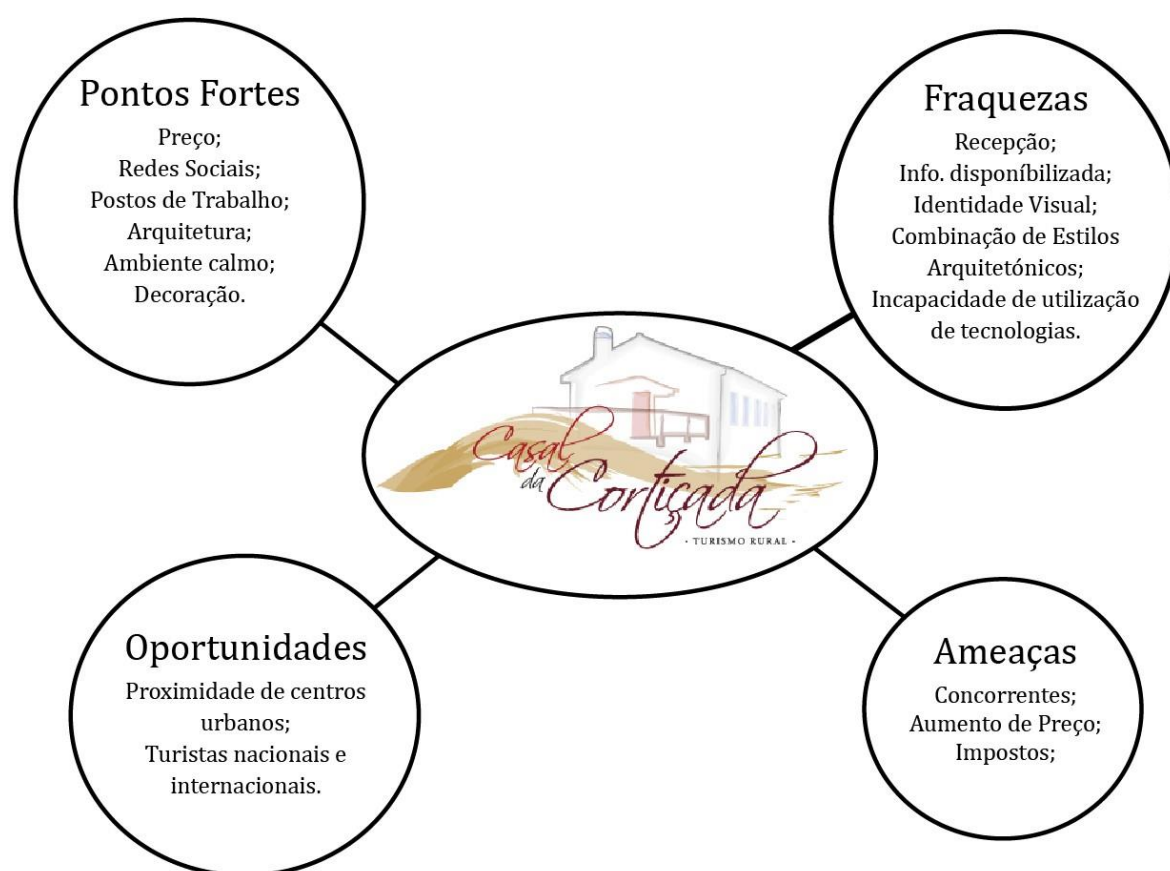 Pontos Fortes
Preço;
Redes Sociais;
Postos de Trabalho;
Arquitetura;
Ambiente calmo;
Decoração.
Fraquezas
Recepção;
Info. disponíbilizada;
Identidade Visual;
Combinação de Estilos
Arquitetónicos;
Incapacidade de utilização
de tecnologias.
Casal
da Cortiçada
· TURISMO RURAL ·
Oportunidades
Proximidade de centros
urbanos;
Turistas nacionais e
internacionais.
Ameaças
Concorrentes;
Aumento de Preço;
Impostos;